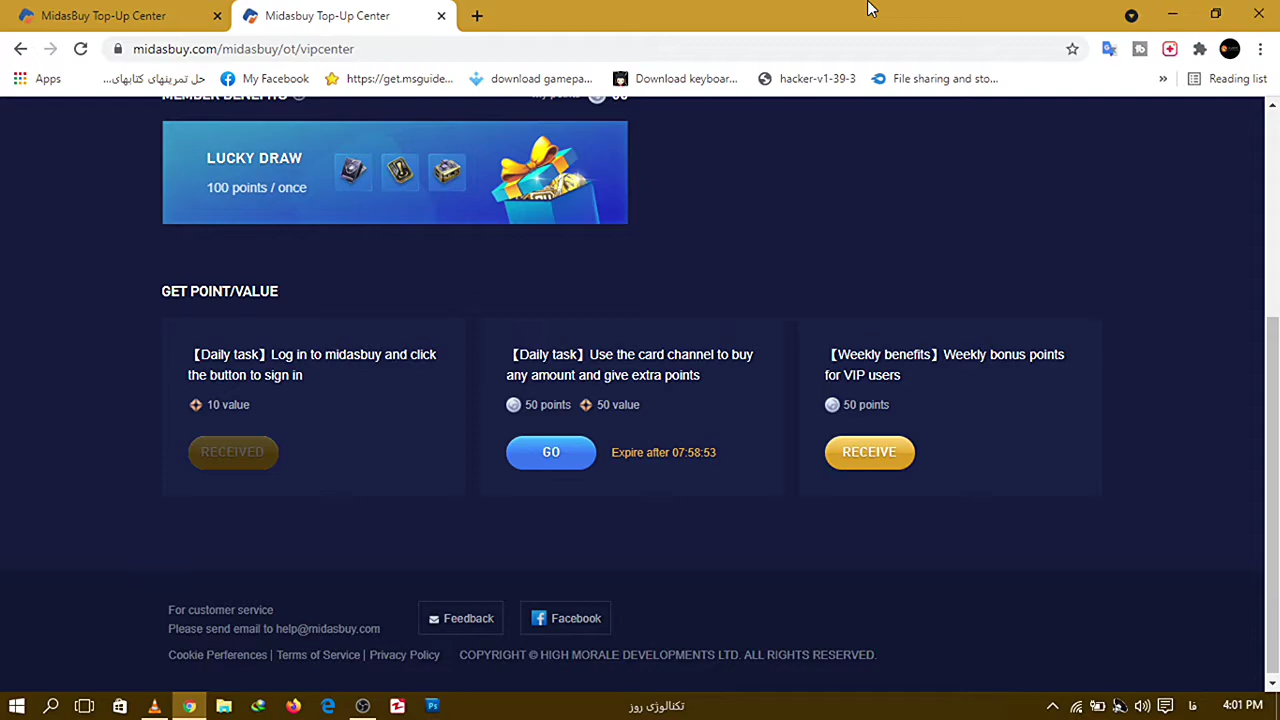 MidasBuy Top-Up Center
Midasbuy Top-Up Center
midasbuy.com/midasbuy/ot/vipcenter
Apps
حل تمرینهای کتابهای...
My Facebook
https://get.msguide...
download gamepa...
Download keyboar...
hacker-v1-39-3
File sharing and sto...
»
Reading list
MEMBER BENEFITS
My points
LUCKY DRAW
100 points / once
GET POINT/VALUE
【Daily task】Log in to midasbuy and click
the button to sign in
10 value
RECEIVED
【Daily task】Use the card channel to buy
any amount and give extra points
50 points
50 value
GO
Expire after 07:58:53
【Weekly benefits】Weekly bonus points
for VIP users
50 points
RECEIVE
For customer service
Please send email to help@midasbuy.com
Feedback
Facebook
Cookie Perferences | Terms of Service | Privacy Policy
COPYRIGHT © HIGH MORALE DEVELOPMENTS LTD. ALL RIGHTS RESERVED.
تکنالوژی روز
فا
4:01 PM